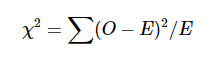 χ² = ∑(O − E)²/E